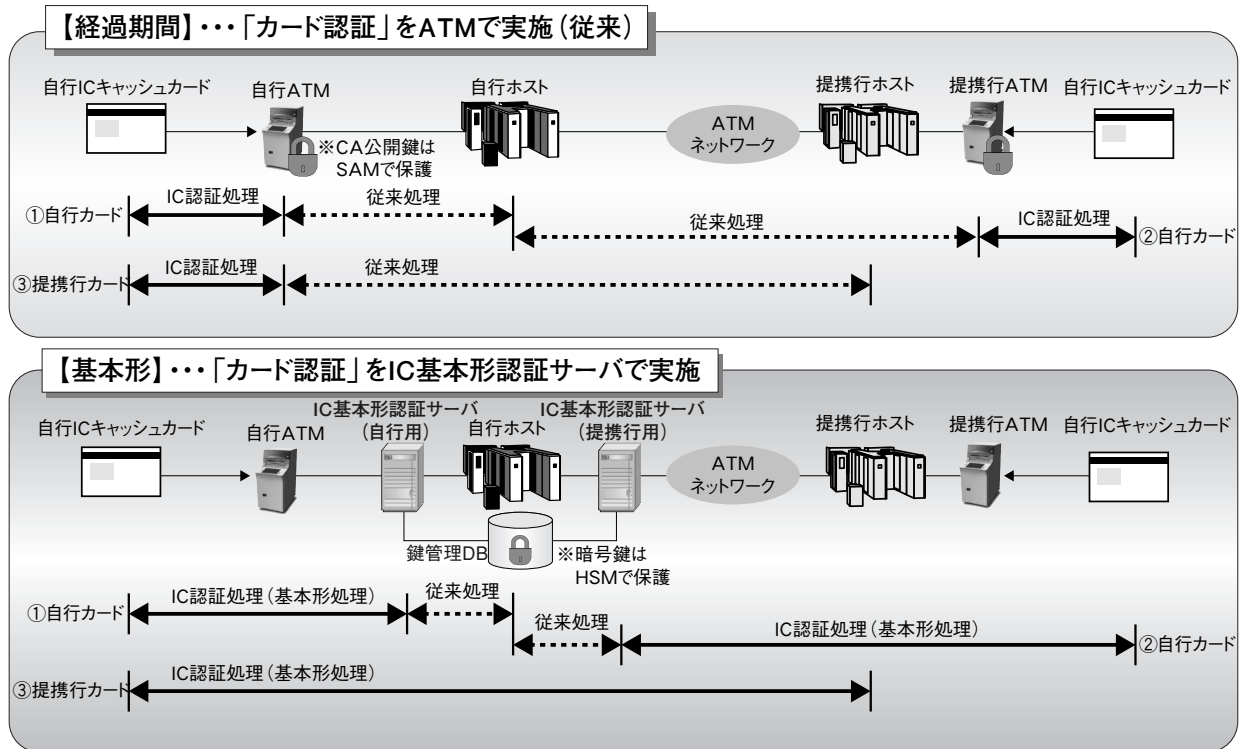 【経過期間】・・・「カード認証」をATMで実施(従来)
自行ICキャッシュカード
自行ATM
自行ホスト
提携行ホスト
提携行ATM
自行ICキャッシュカード
※CA公開鍵は
SAMで保護
ATM
ネットワーク
①自行カード
IC認証処理
従来処理
従来処理
IC認証処理
②自行カード
③提携行カード
IC認証処理
従来処理
【基本形】・・・「カード認証」をIC基本形認証サーバで実施
自行ICキャッシュカード
自行ATM
IC基本形認証サーバ
(自行用)
自行ホスト
IC基本形認証サーバ
(提携行用)
提携行ホスト
提携行ATM
自行ICキャッシュカード
ATM
ネットワーク
鍵管理DB
※暗号鍵は
HSMで保護
①自行カード
IC認証処理(基本形処理)
従来処理
従来処理
IC認証処理(基本形処理)
②自行カード
③提携行カード
IC認証処理(基本形処理)